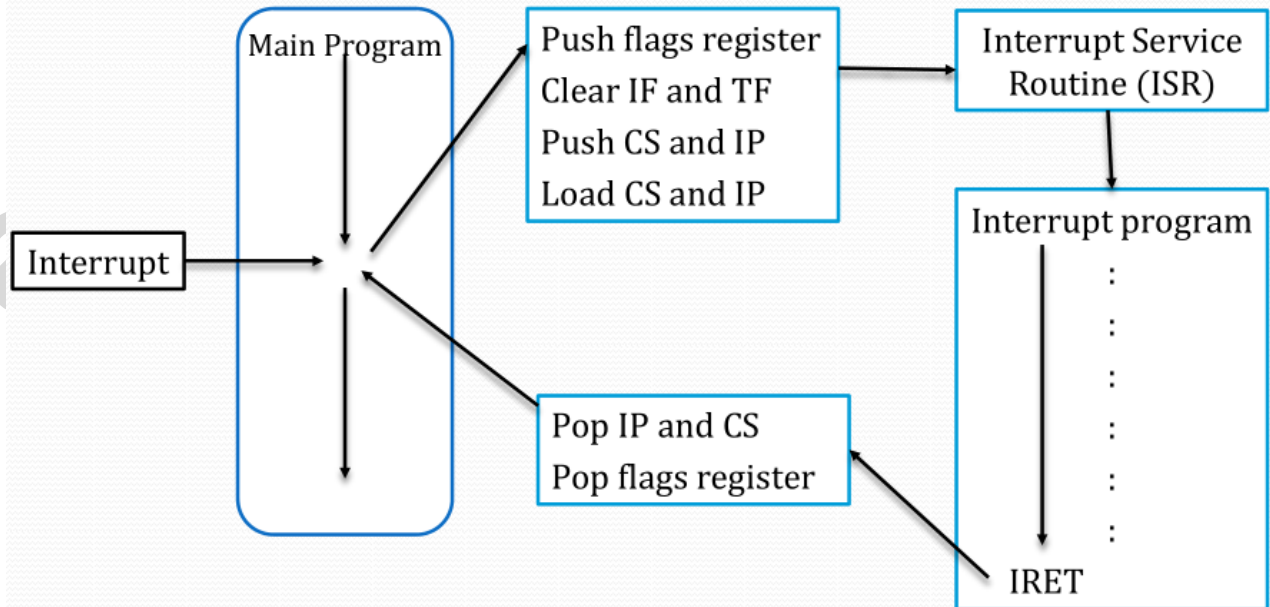 Main Program
Interrupt
Push flags register
Clear IF and TF
Push CS and IP
Load CS and IP
Interrupt Service
Routine (ISR)
Interrupt program
:
:
:
:
:
:
IRET
Pop IP and CS
Pop flags register